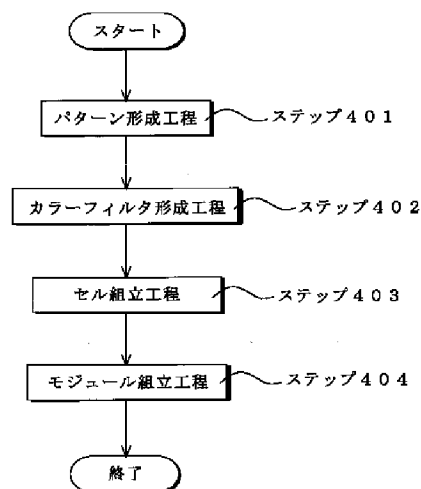 スタート
パターン形成工程 ステップ401
カラーフィルタ形成工程 ステップ402
セル組立工程 ステップ403
モジュール組立工程 ステップ404
終了